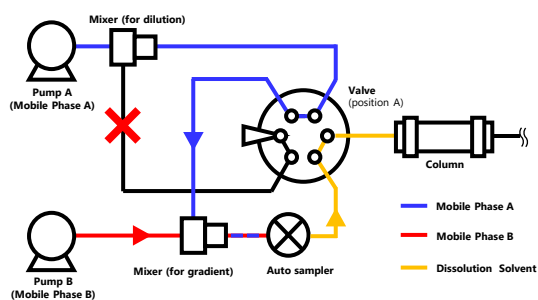 Mixer (for dilution)
Pump A
(Mobile Phase A)
Valve
(position A)
Column
Mobile Phase A
Mobile Phase B
Dissolution Solvent
Mixer (for gradient)
Auto sampler
Pump B
(Mobile Phase B)